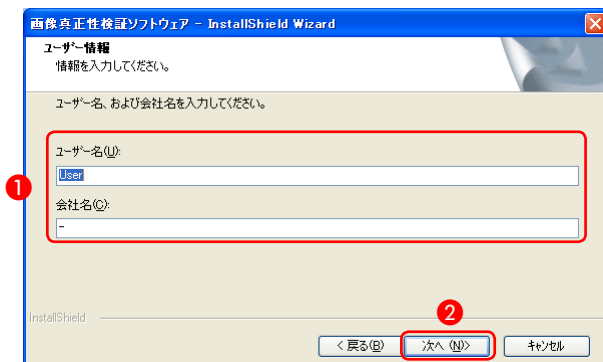 画像真正性検証ソフトウェア - InstallShield Wizard
ユーザー情報
情報を入力してください。
ユーザー名、および会社名を入力してください。
ユーザー名(U):
1
User
会社名(C):
-
InstallShield
2
< 戻る(B) 次へ (N)> キャンセル